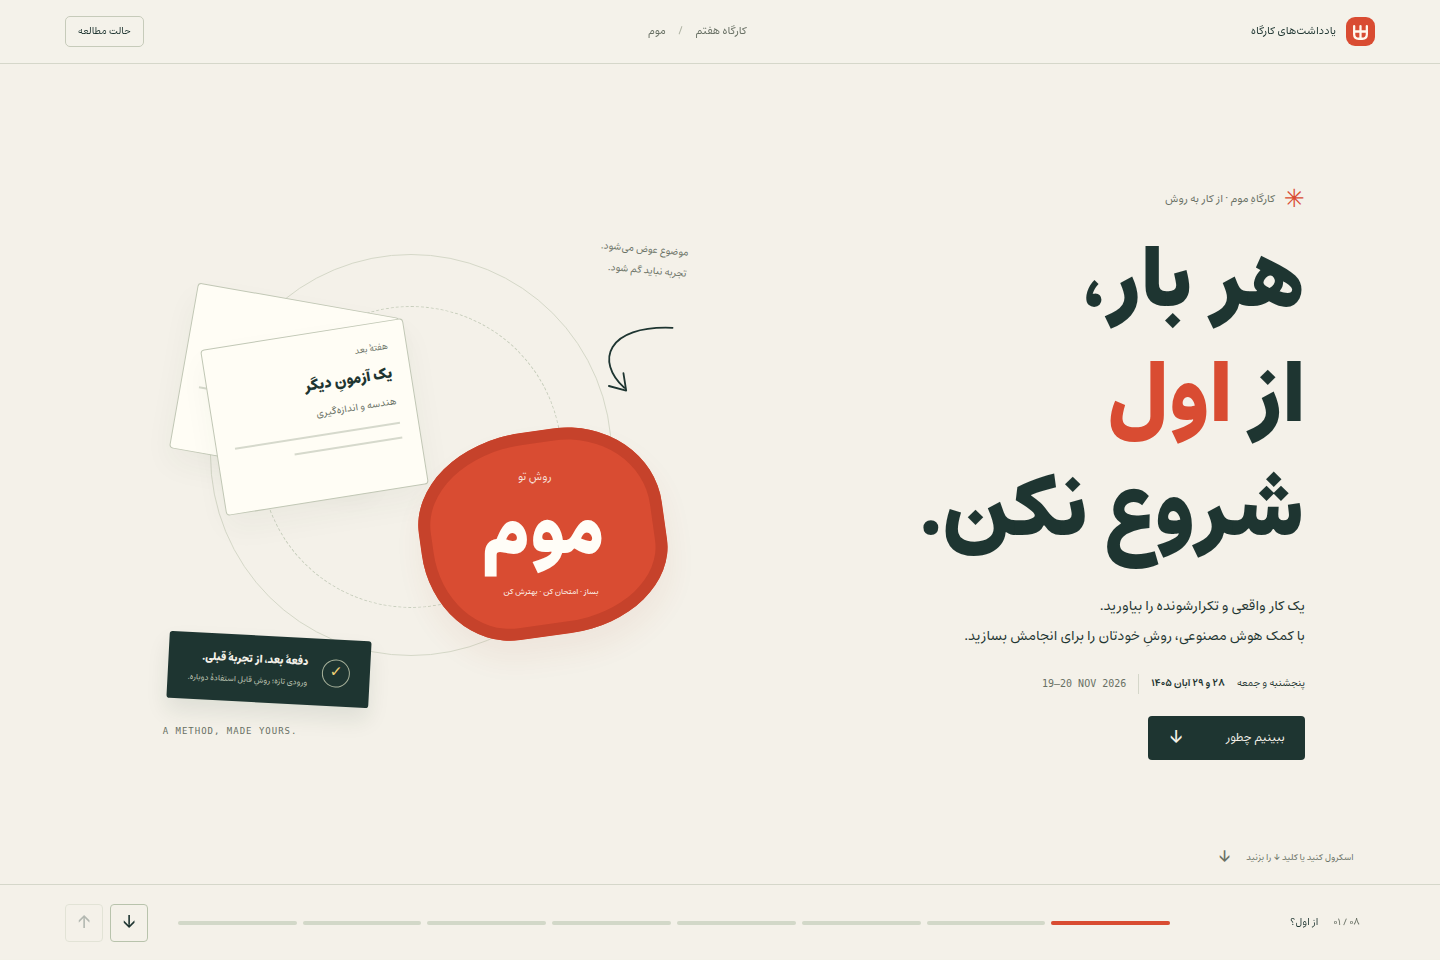 یادداشت‌های کارگاه
کارگاه هفتم / موم
حالت مطالعه
کارگاهِ موم · از کار به روش
هر بار،
از اول
شروع نکن.
یک کار واقعی و تکرارشونده را بیاورید.
با کمک هوش مصنوعی، روشِ خودتان را برای انجامش بسازید.
پنجشنبه و جمعه ۲۸ و ۲۹ آبان ۱۴۰۵ 19–20 NOV 2026
ببینیم چطور ↓
موضوع عوض می‌شود.
تجربه نباید گم شود.
هفتهٔ بعد
یک آزمونِ دیگر
هندسه و اندازه‌گیری
روشِ تو
موم
بساز · امتحان کن · بهترش کن
دفعهٔ بعد، از تجربهٔ قبلی.
ورودی تازه؛ روشِ قابل استفادهٔ دوباره.
A METHOD, MADE YOURS.
اسکرول کنید یا کلید ↓ را بزنید ↓
۰۱ / ۰۸ از اول؟